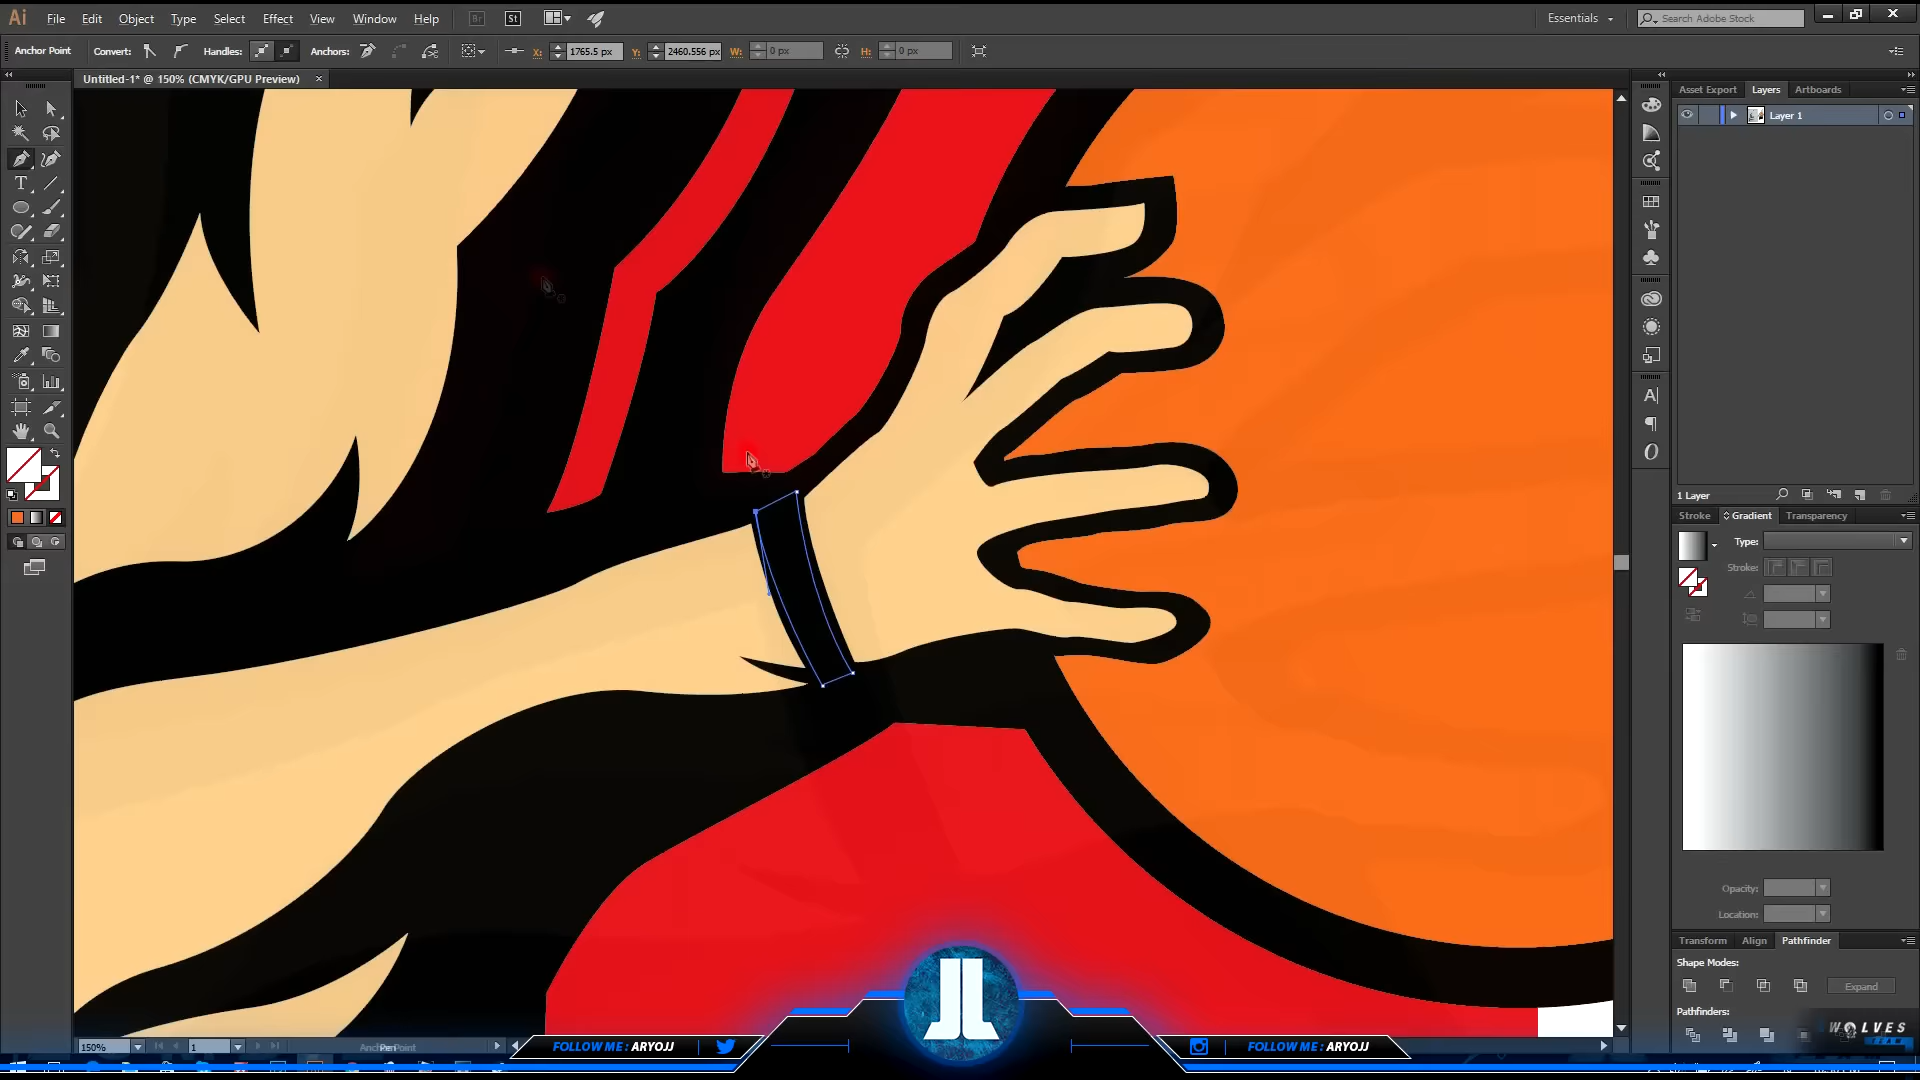 Ai File Edit Object Type Select Effect View Window Help Br St Essentials Search Adobe Stock
Anchor Point Convert: Handles: Anchors: X: 1765.5 px Y: 2460.556 px W: 0 px H: 0 px
Untitled-1* @ 150% (CMYK/GPU Preview) ×
Asset Export Layers Artboards
Layer 1
1 Layer
Stroke Gradient Transparency
Type:
Stroke:
Opacity:
Location:
Transform Align Pathfinder
Shape Modes:
Expand
Pathfinders:
WOLVES
150% 1
FOLLOW ME : ARYOJJ
FOLLOW ME : ARYOJJ